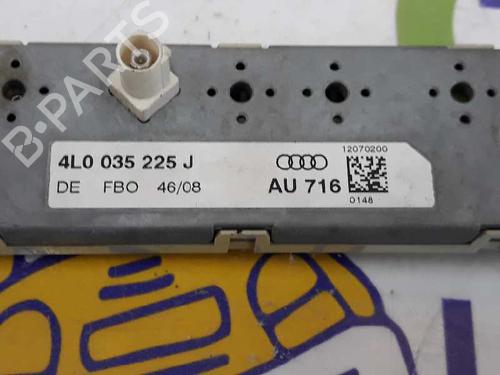 B-PARTS
12070200
4L0 035 225 J
DE FBO 46/08
AU 716
0148